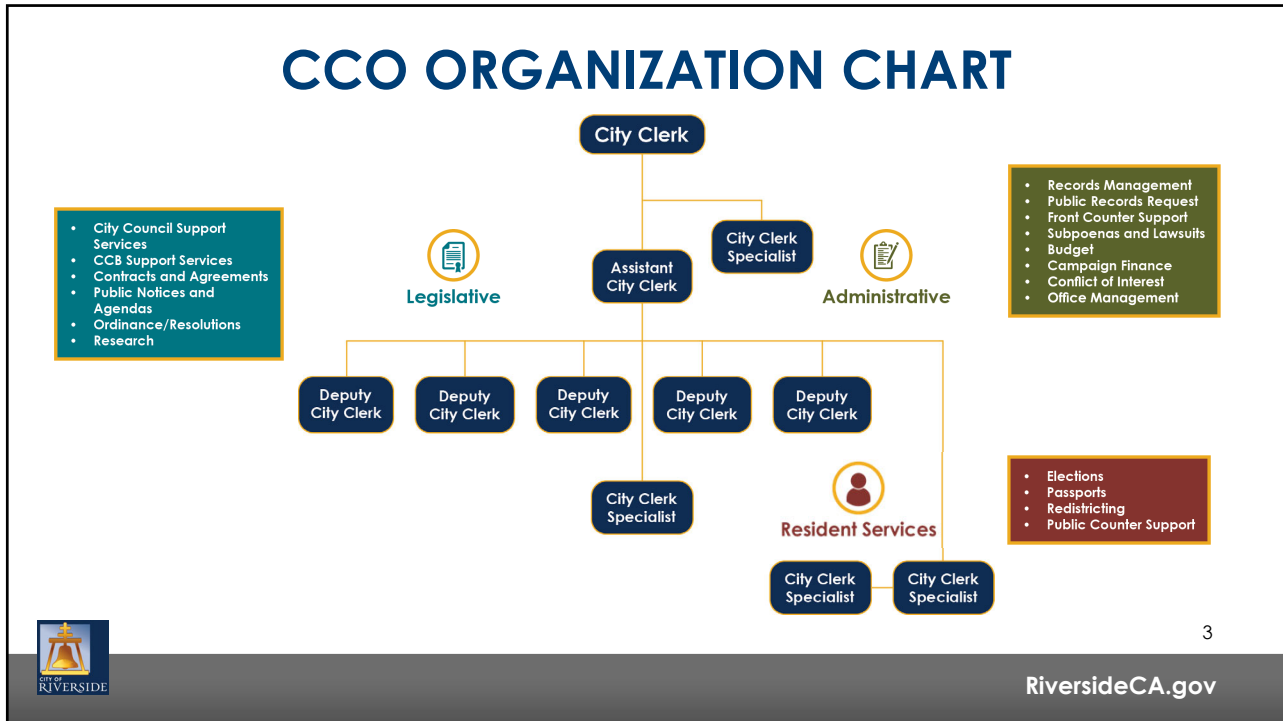 CCO ORGANIZATION CHART
City Clerk
• City Council Support
Services
• CCB Support Services
• Contracts and Agreements
• Public Notices and
Agendas
• Ordinance/Resolutions
• Research
Legislative
Assistant
City Clerk
City Clerk
Specialist
Administrative
• Records Management
• Public Records Request
• Front Counter Support
• Subpoenas and Lawsuits
• Budget
• Campaign Finance
• Conflict of Interest
• Office Management
Deputy
City Clerk
Deputy
City Clerk
Deputy
City Clerk
Deputy
City Clerk
Deputy
City Clerk
City Clerk
Specialist
Resident Services
• Elections
• Passports
• Redistricting
• Public Counter Support
City Clerk
Specialist
City Clerk
Specialist
3
CITY OF
RIVERSIDE
RiversideCA.gov